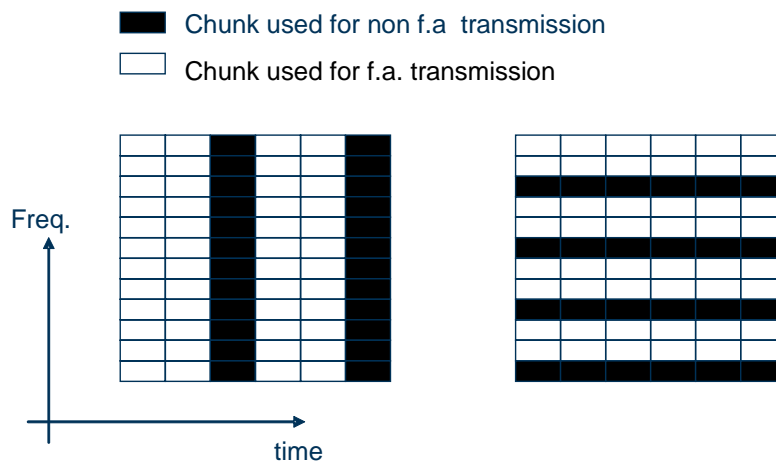 Chunk used for non f.a transmission
Chunk used for f.a. transmission
Freq.
time